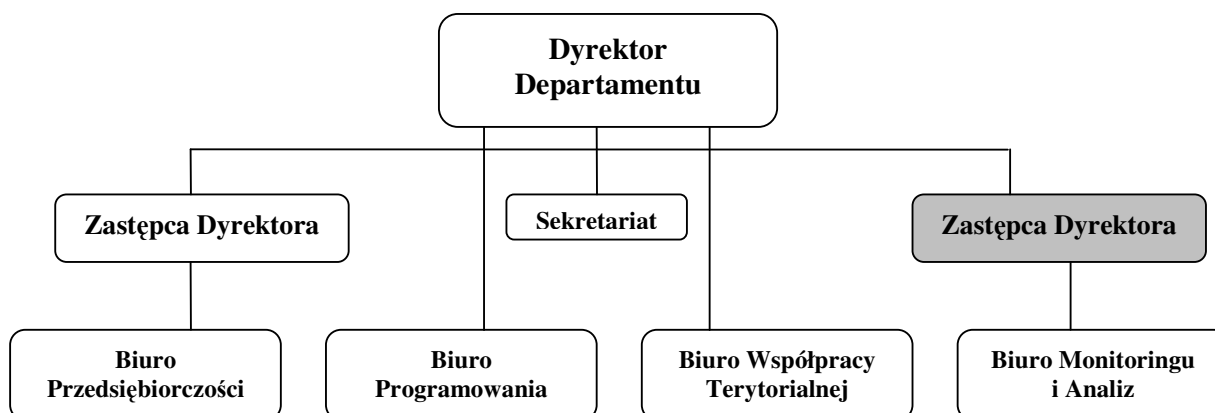 Dyrektor
Departamentu
Zastępca Dyrektora
Sekretariat
Zastępca Dyrektora
Biuro
Przedsiębiorczości
Biuro
Programowania
Biuro Współpracy
Terytorialnej
Biuro Monitoringu
i Analiz